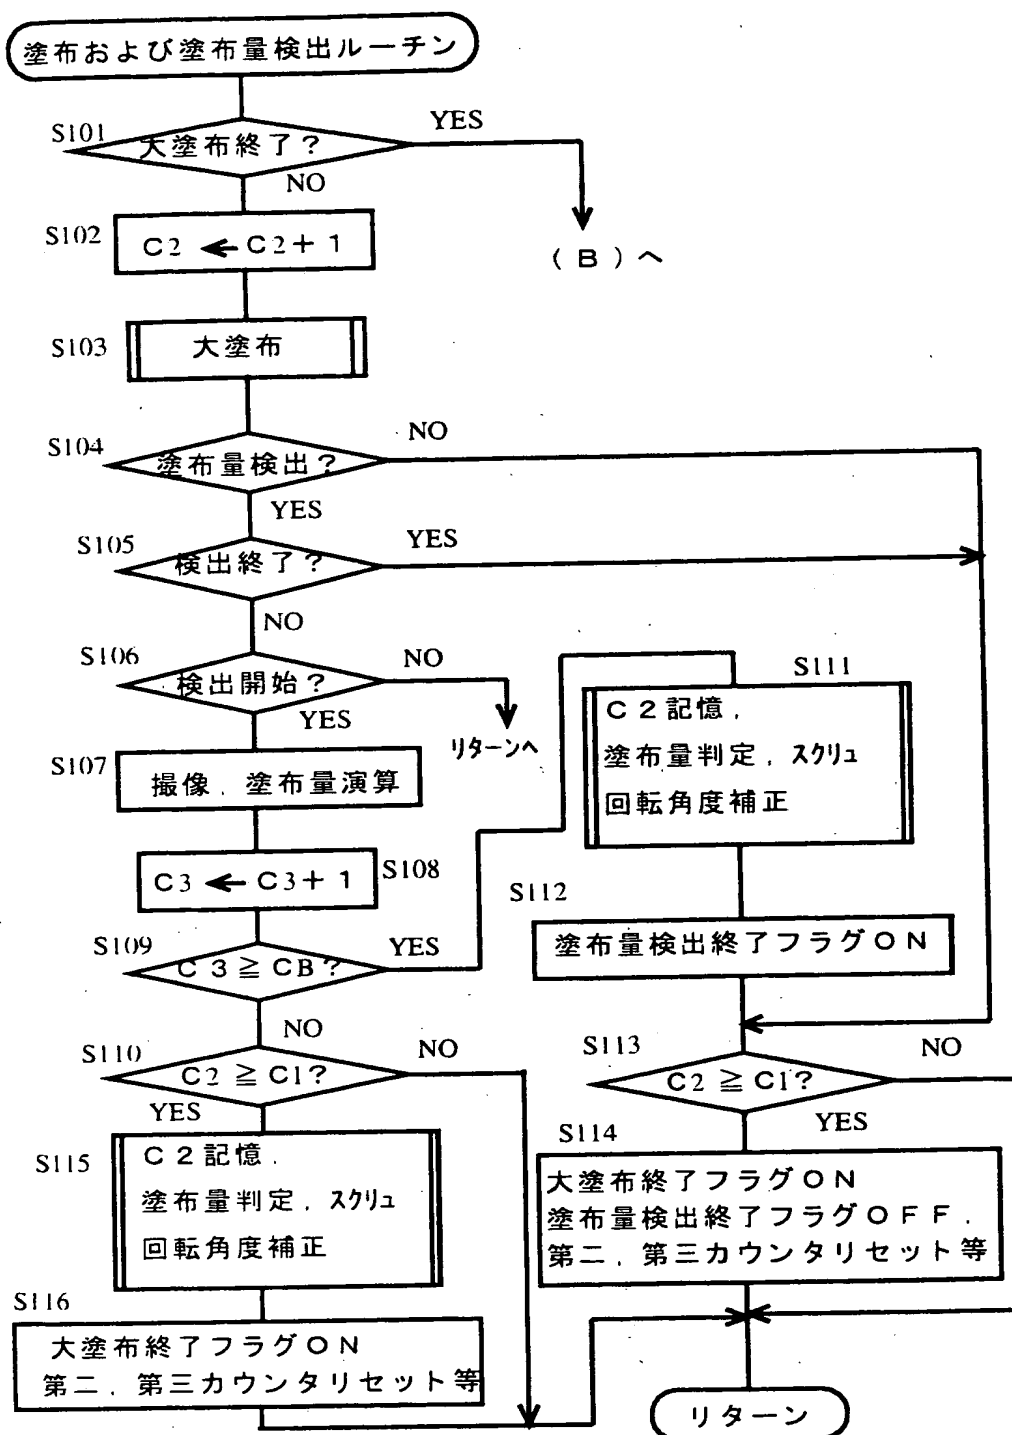 塗布および塗布量検出ルーチン
S101
大塗布終了?
YES
NO
(B)へ
S102
C2 ← C2+1
S103
大塗布
S104
塗布量検出?
NO
YES
S105
検出終了?
YES
NO
S106
検出開始?
NO
YES
リターンへ
S107
撮像, 塗布量演算
S108
C3 ← C3+1
S109
C3 ≧ CB?
YES
NO
S110
C2 ≧ C1?
NO
YES
S115
C2記憶,
塗布量判定, スクリュ
回転角度補正
S116
大塗布終了フラグON
第二, 第三カウンタリセット等
S111
C2記憶,
塗布量判定, スクリュ
回転角度補正
S112
塗布量検出終了フラグON
S113
C2 ≧ C1?
NO
YES
S114
大塗布終了フラグON
塗布量検出終了フラグOFF,
第二, 第三カウンタリセット等
リターン